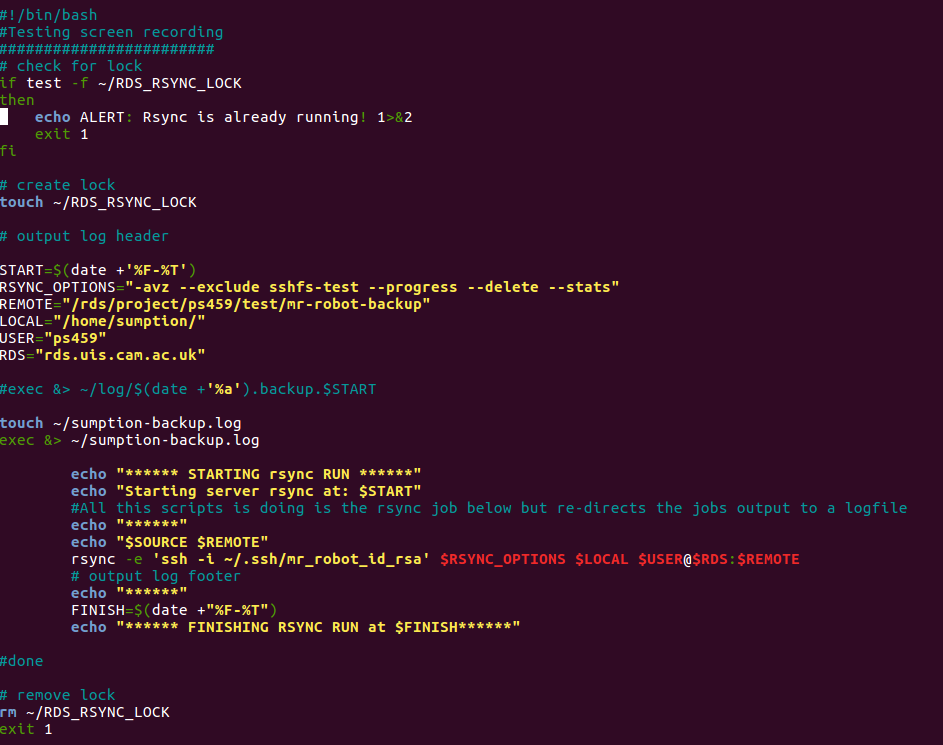 #!/bin/bash
#Testing screen recording
########################
# check for lock
if test -f ~/RDS_RSYNC_LOCK
then
    echo ALERT: Rsync is already running! 1>&2
    exit 1
fi

# create lock
touch ~/RDS_RSYNC_LOCK

# output log header

START=$(date +'%F-%T')
RSYNC_OPTIONS="-avz --exclude sshfs-test --progress --delete --stats"
REMOTE="/rds/project/ps459/test/mr-robot-backup"
LOCAL="/home/sumption/"
USER="ps459"
RDS="rds.uis.cam.ac.uk"

#exec &> ~/log/$(date +'%a').backup.$START

touch ~/sumption-backup.log
exec &> ~/sumption-backup.log

        echo "****** STARTING rsync RUN ******"
        echo "Starting server rsync at: $START"
        #All this scripts is doing is the rsync job below but re-directs the jobs output to a logfile
        echo "******"
        echo "$SOURCE $REMOTE"
        rsync -e 'ssh -i ~/.ssh/mr_robot_id_rsa' $RSYNC_OPTIONS $LOCAL $USER@$RDS:$REMOTE
        # output log footer
        echo "******"
        FINISH=$(date +"%F-%T")
        echo "****** FINISHING RSYNC RUN at $FINISH******"

#done

# remove lock
rm ~/RDS_RSYNC_LOCK
exit 1